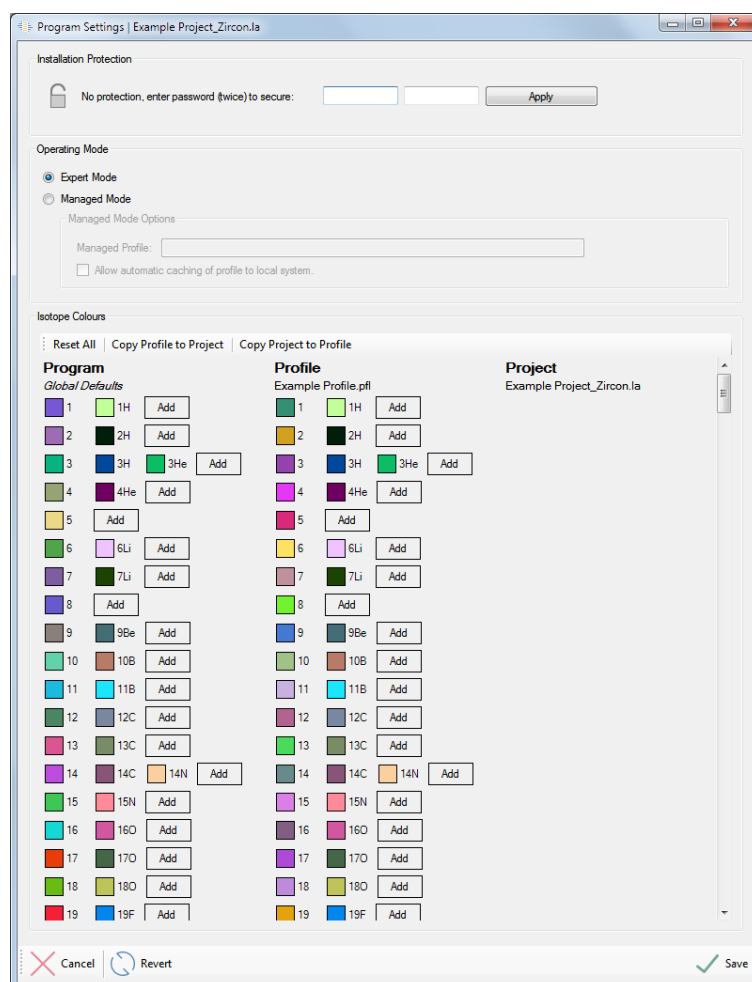 Program Settings | Example Project_Zircon.la
Installation Protection
No protection, enter password (twice) to secure: Apply
Operating Mode
Expert Mode
Managed Mode
Managed Mode Options
Managed Profile:
Allow automatic caching of profile to local system.
Isotope Colours
Reset All | Copy Profile to Project | Copy Project to Profile
Program Profile Project
Global Defaults Example Profile.pfl Example Project_Zircon.la
1 1H Add 1 1H Add
2 2H Add 2 2H Add
3 3H 3He Add 3 3H 3He Add
4 4He Add 4 4He Add
5 Add 5 Add
6 6Li Add 6 6Li Add
7 7Li Add 7 7Li Add
8 Add 8 Add
9 9Be Add 9 9Be Add
10 10B Add 10 10B Add
11 11B Add 11 11B Add
12 12C Add 12 12C Add
13 13C Add 13 13C Add
14 14C 14N Add 14 14C 14N Add
15 15N Add 15 15N Add
16 16O Add 16 16O Add
17 17O Add 17 17O Add
18 18O Add 18 18O Add
19 19F Add 19 19F Add
Cancel Revert Save